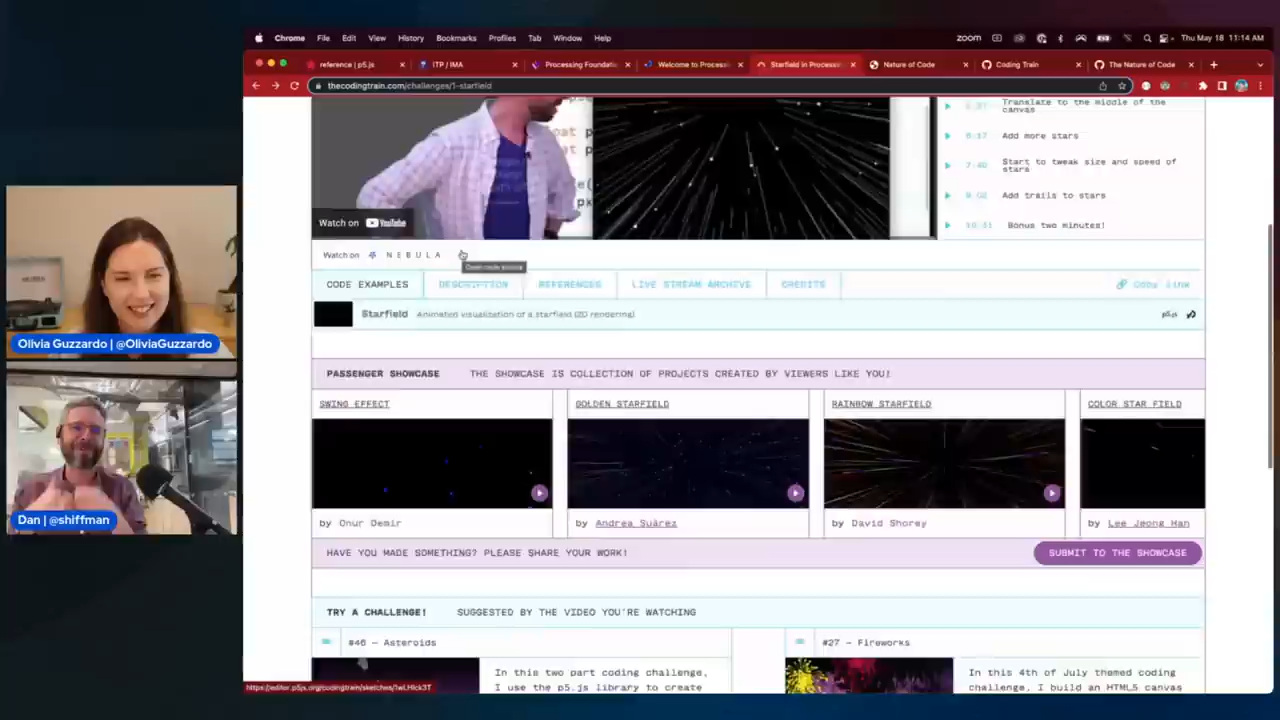 Chrome File Edit View History Bookmarks Profiles Tab Window Help
zoom
Thu May 18 11:14 AM
reference | p5.js
ITP / IMA
Processing Foundatio
Welcome to Processi
Starfield in Processin
Nature of Code
Coding Train
The Nature of Code
thecodingtrain.com/challenges/1-starfield
Translate to the middle of the
canvas
6:17 Add more stars
7:40 Start to tweak size and speed of
stars
Add trails to stars
Bonus two minutes!
Watch on YouTube
Watch on NEBULA
CODE EXAMPLES
DESCRIPTION
REFERENCES
LIVE STREAM ARCHIVE
CREDITS
Copy link
Starfield Animated visualization of a starfield (2D rendering)
p5.js
PASSENGER SHOWCASE THE SHOWCASE IS COLLECTION OF PROJECTS CREATED BY VIEWERS LIKE YOU!
SWING EFFECT
GOLDEN STARFIELD
RAINBOW STARFIELD
COLOR STAR FIELD
by Onur Demir
by Andrea Suárez
by David Shorey
by Lee Jeong Han
HAVE YOU MADE SOMETHING? PLEASE SHARE YOUR WORK!
SUBMIT TO THE SHOWCASE
TRY A CHALLENGE! SUGGESTED BY THE VIDEO YOU'RE WATCHING
#46 – Asteroids
#27 – Fireworks
In this two part coding challenge,
I use the p5.js library to create
In this 4th of July themed coding
challenge, I build an HTML5 canvas
Olivia Guzzardo | @OliviaGuzzardo
Dan | @shiffman